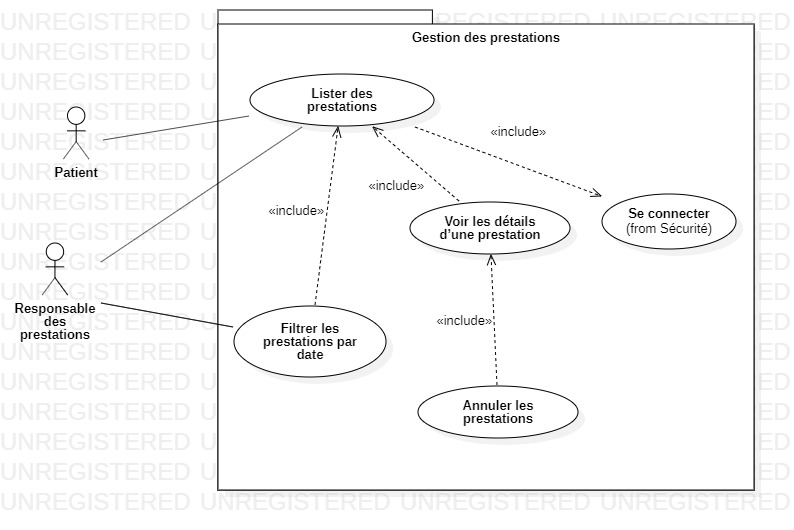 Gestion des prestations
Lister des
prestations
Patient
«include»
«include»
«include»
Voir les détails
d'une prestation
Se connecter
(from Sécurité)
Responsable
des
prestations
Filtrer les
prestations par
date
«include»
Annuler les
prestations
UNREGISTERED